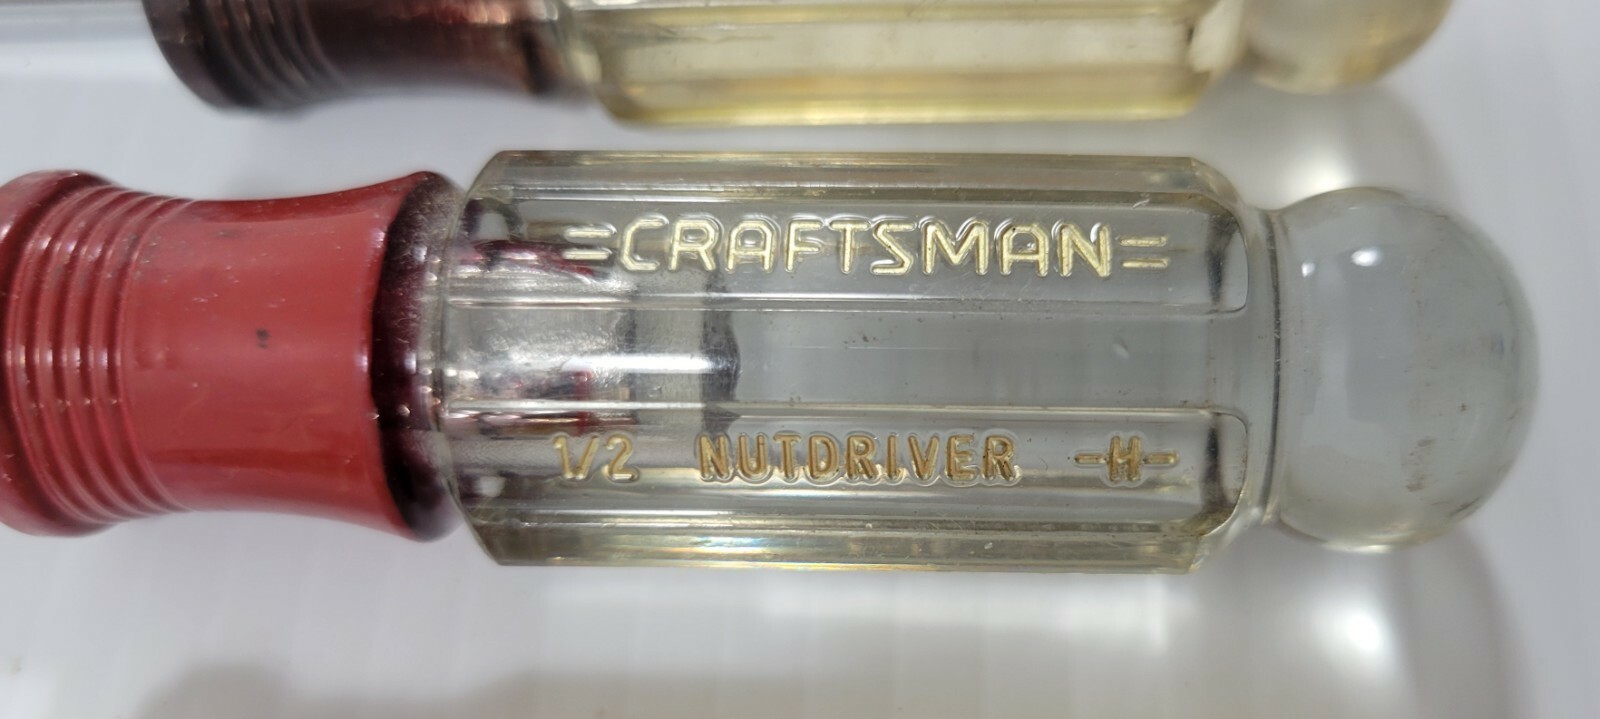 =CRAFTSMAN=
1/2 NUTDRIVER -H-